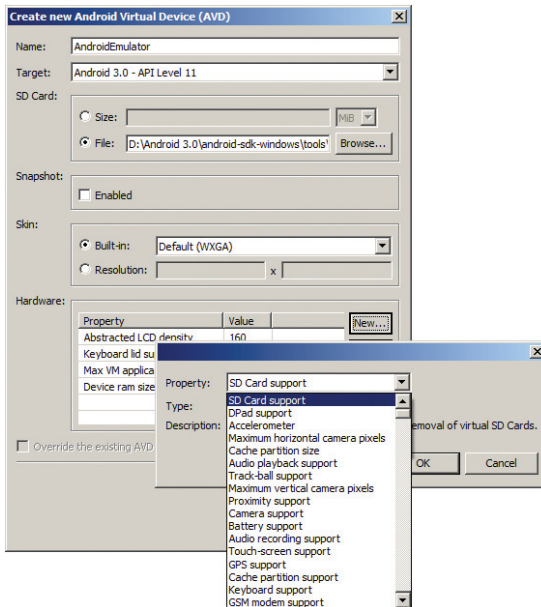 Create new Android Virtual Device (AVD)
Name: AndroidEmulator
Target: Android 3.0 - API Level 11
SD Card:
Size: MiB
File: D:\Android 3.0\android-sdk-windows\tools\ Browse...
Snapshot:
Enabled
Skin:
Built-in: Default (WXGA)
Resolution: x
Hardware:
Property Value New...
Abstracted LCD density 160
Keyboard lid su
Max VM applica
Device ram size
Override the existing AVD
Property: SD Card support
Type:
Description: emoval of virtual SD Cards.
SD Card support
DPad support
Accelerometer
Maximum horizontal camera pixels
Cache partition size
Audio playback support
Track-ball support
Maximum vertical camera pixels
Proximity support
Camera support
Battery support
Audio recording support
Touch-screen support
GPS support
Cache partition support
Keyboard support
GSM modem support
OK Cancel